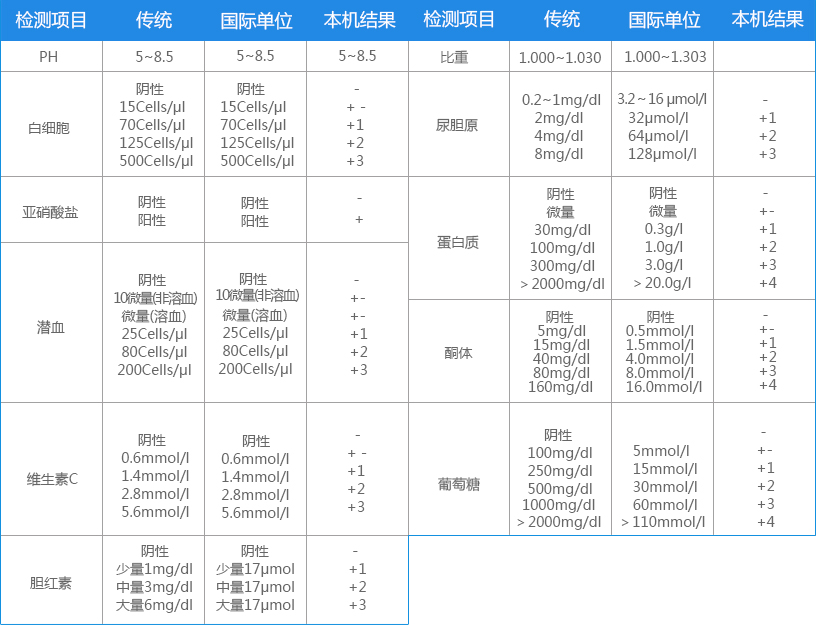 检测项目 传统 国际单位 本机结果 检测项目 传统 国际单位 本机结果
PH 5~8.5 5~8.5 5~8.5 比重 1.000~1.030 1.000~1.303
白细胞
阴性 阴性 -
15Cells/μl 15Cells/μl + -
70Cells/μl 70Cells/μl +1
125Cells/μl 125Cells/μl +2
500Cells/μl 500Cells/μl +3
尿胆原
0.2~1mg/dl 3.2~16 μmol/l -
2mg/dl 32μmol/l +1
4mg/dl 64μmol/l +2
8mg/dl 128μmol/l +3
亚硝酸盐
阴性 阴性 -
阳性 阳性 +
蛋白质
阴性 阴性 -
微量 微量 +-
30mg/dl 0.3g/l +1
100mg/dl 1.0g/l +2
300mg/dl 3.0g/l +3
>2000mg/dl >20.0g/l +4
潜血
阴性 阴性 -
10微量(非溶血) 10微量(非溶血) +-
微量(溶血) 微量(溶血) +-
25Cells/μl 25Cells/μl +1
80Cells/μl 80Cells/μl +2
200Cells/μl 200Cells/μl +3
酮体
阴性 阴性 -
5mg/dl 0.5mmol/l +-
15mg/dl 1.5mmol/l +1
40mg/dl 4.0mmol/l +2
80mg/dl 8.0mmol/l +3
160mg/dl 16.0mmol/l +4
维生素C
阴性 阴性 -
0.6mmol/l 0.6mmol/l + -
1.4mmol/l 1.4mmol/l +1
2.8mmol/l 2.8mmol/l +2
5.6mmol/l 5.6mmol/l +3
葡萄糖
阴性 -
100mg/dl 5mmol/l +-
250mg/dl 15mmol/l +1
500mg/dl 30mmol/l +2
1000mg/dl 60mmol/l +3
>2000mg/dl >110mmol/l +4
胆红素
阴性 阴性 -
少量1mg/dl 少量17μmol +1
中量3mg/dl 中量17μmol +2
大量6mg/dl 大量17μmol +3